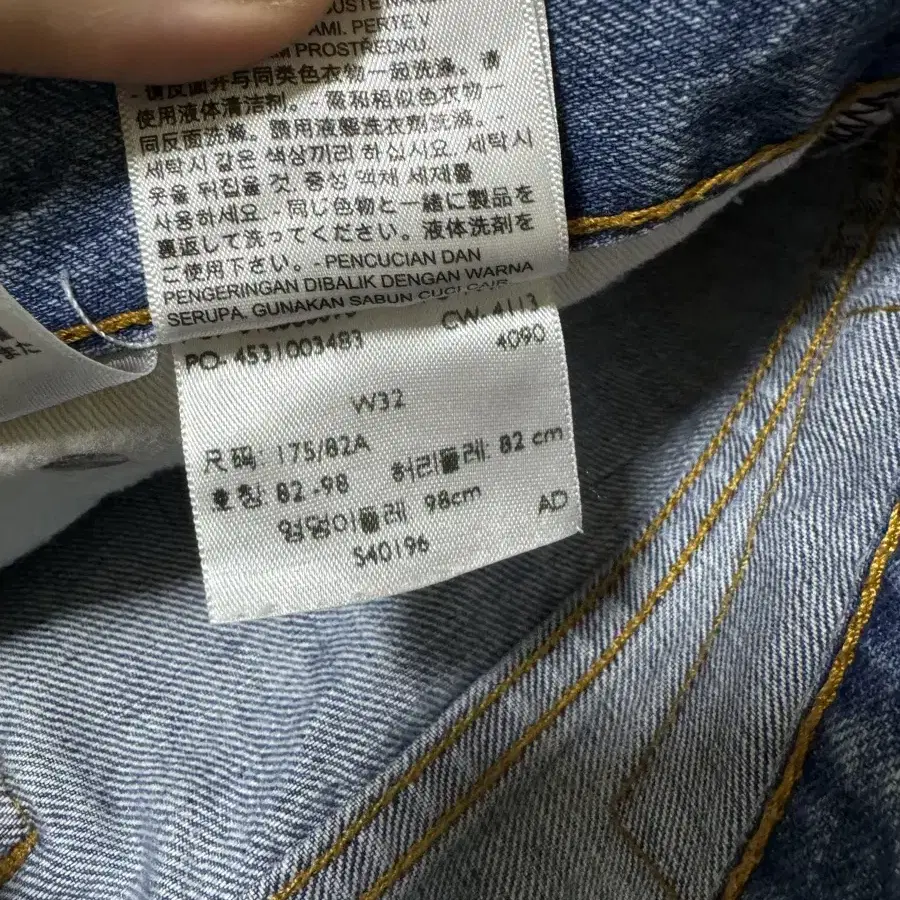 AMI. PERTE V
PROSTŘEDKU.
- 请反面并与同类色衣物一起洗涤。请
使用液体清洁剂。- 需和相似色衣物一
同反面洗滌。請用液態洗衣劑洗滌。-
세탁시 같은 색상끼리 하십시요. 세탁시
옷을 뒤집을 것. 중성 액체 세제를
사용하세요. - 同じ色物と一緒に製品を
裏返して洗ってください。液体洗剤を
ご使用下さい。- PENCUCIAN DAN
PENGERINGAN DIBALIK DENGAN WARNA
SERUPA. GUNAKAN SABUN CUCI CAIR
CW- 4113
PO- 4531003483 4090
W32
尺码: 175/82A
허리둘레: 82 cm
호칭: 82 -98
엉덩이둘레 98cm
AD
S40196